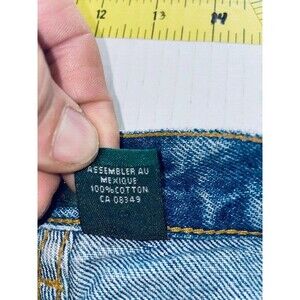 12 13 14
ASSEMBLER AU
MEXIQUE
100% COTTON
CA 08349